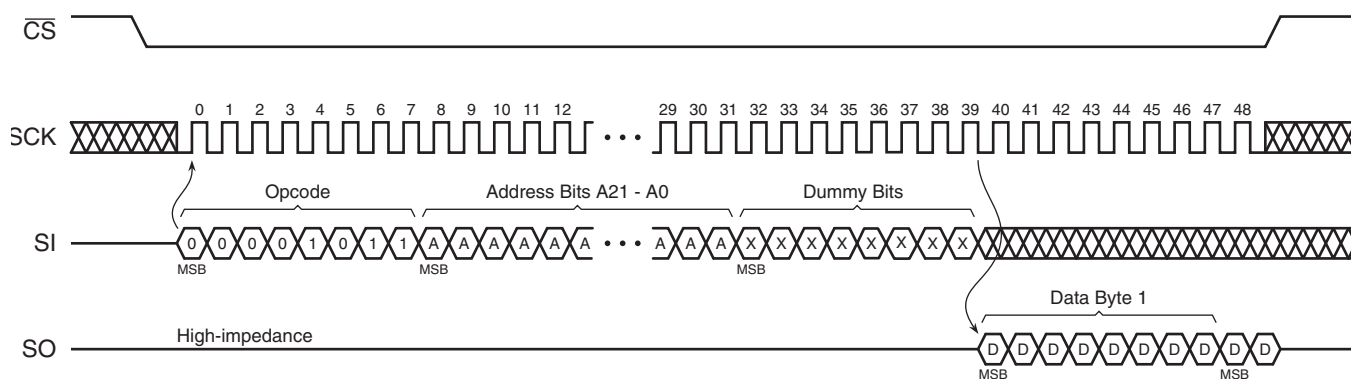 CS
0 1 2 3 4 5 6 7 8 9 10 11 12 29 30 31 32 33 34 35 36 37 38 39 40 41 42 43 44 45 46 47 48
SCK •••
Opcode Address Bits A21 - A0 Dummy Bits
SI 0 0 0 0 1 0 1 1 A A A A A A ••• A A A X X X X X X X X
MSB MSB MSB
Data Byte 1
High-impedance
SO D D D D D D D D D D
MSB MSB